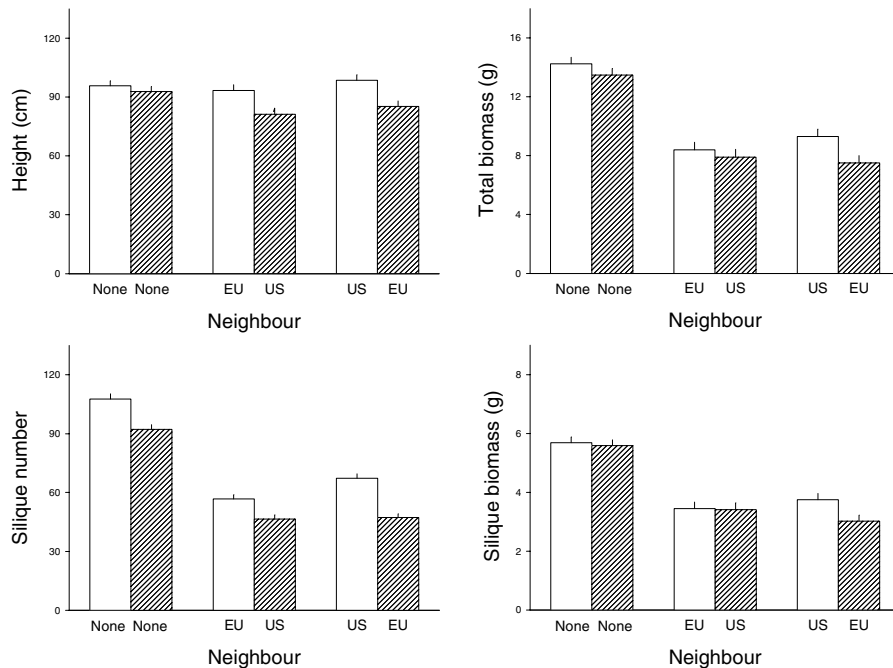 Height (cm)
120
90
60
30
0
None None EU US US EU
Neighbour
Total biomass (g)
16
12
8
4
0
None None EU US US EU
Neighbour
Silique number
120
90
60
30
0
None None EU US US EU
Neighbour
Silique biomass (g)
8
6
4
2
0
None None EU US US EU
Neighbour